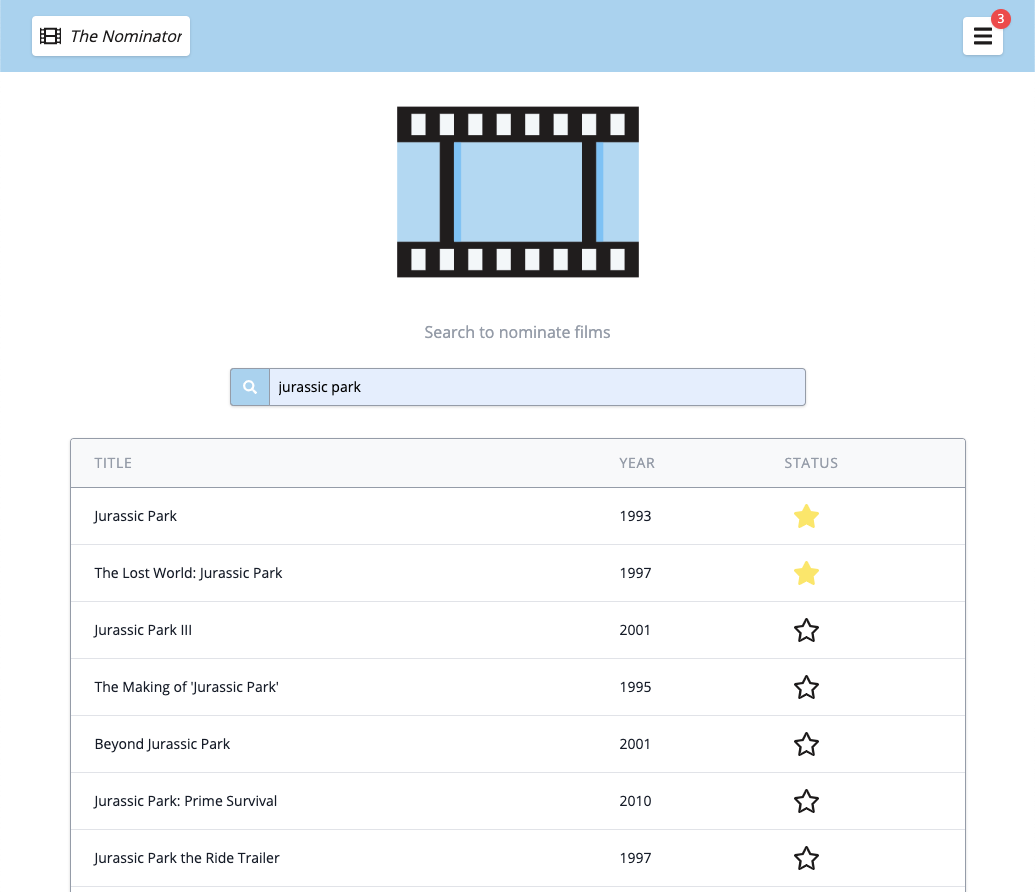 The Nominator
3
Search to nominate films
jurassic park
TITLE YEAR STATUS
Jurassic Park 1993
The Lost World: Jurassic Park 1997
Jurassic Park III 2001
The Making of 'Jurassic Park' 1995
Beyond Jurassic Park 2001
Jurassic Park: Prime Survival 2010
Jurassic Park the Ride Trailer 1997